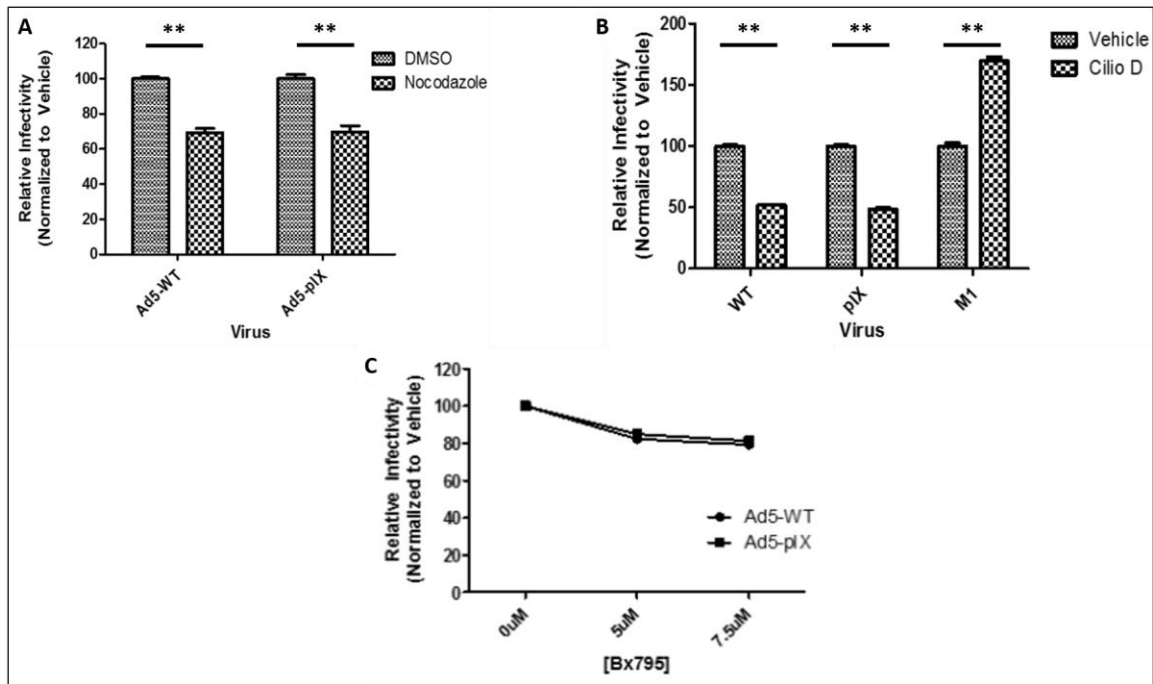 A
** **
120
100
80
60
40
20
0
Relative Infectivity
(Normalized to Vehicle)
DMSO
Nocodazole
Ad5-WT
Ad5-pIX
Virus
B
** ** **
200
150
100
50
0
Relative Infectivity
(Normalized to Vehicle)
Vehicle
Cilio D
WT
pIX
M1
Virus
C
120
100
80
60
40
20
0
Relative Infectivity
(Normalized to Vehicle)
Ad5-WT
Ad5-pIX
0uM
5uM
7.5uM
[Bx795]